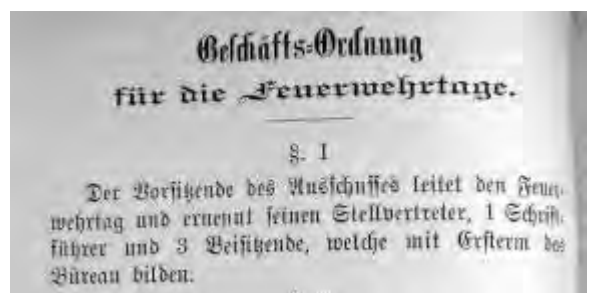 Geschäfts-Ordnung
für die Feuerwehrtage.
§. 1
Der Vorsitzende des Ausschusses leitet den Feuer-
wehrtag und ernennt seinen Stellvertreter, 1 Schrift-
führer und 3 Beisitzende, welche mit Ersterm das
Büreau bilden.